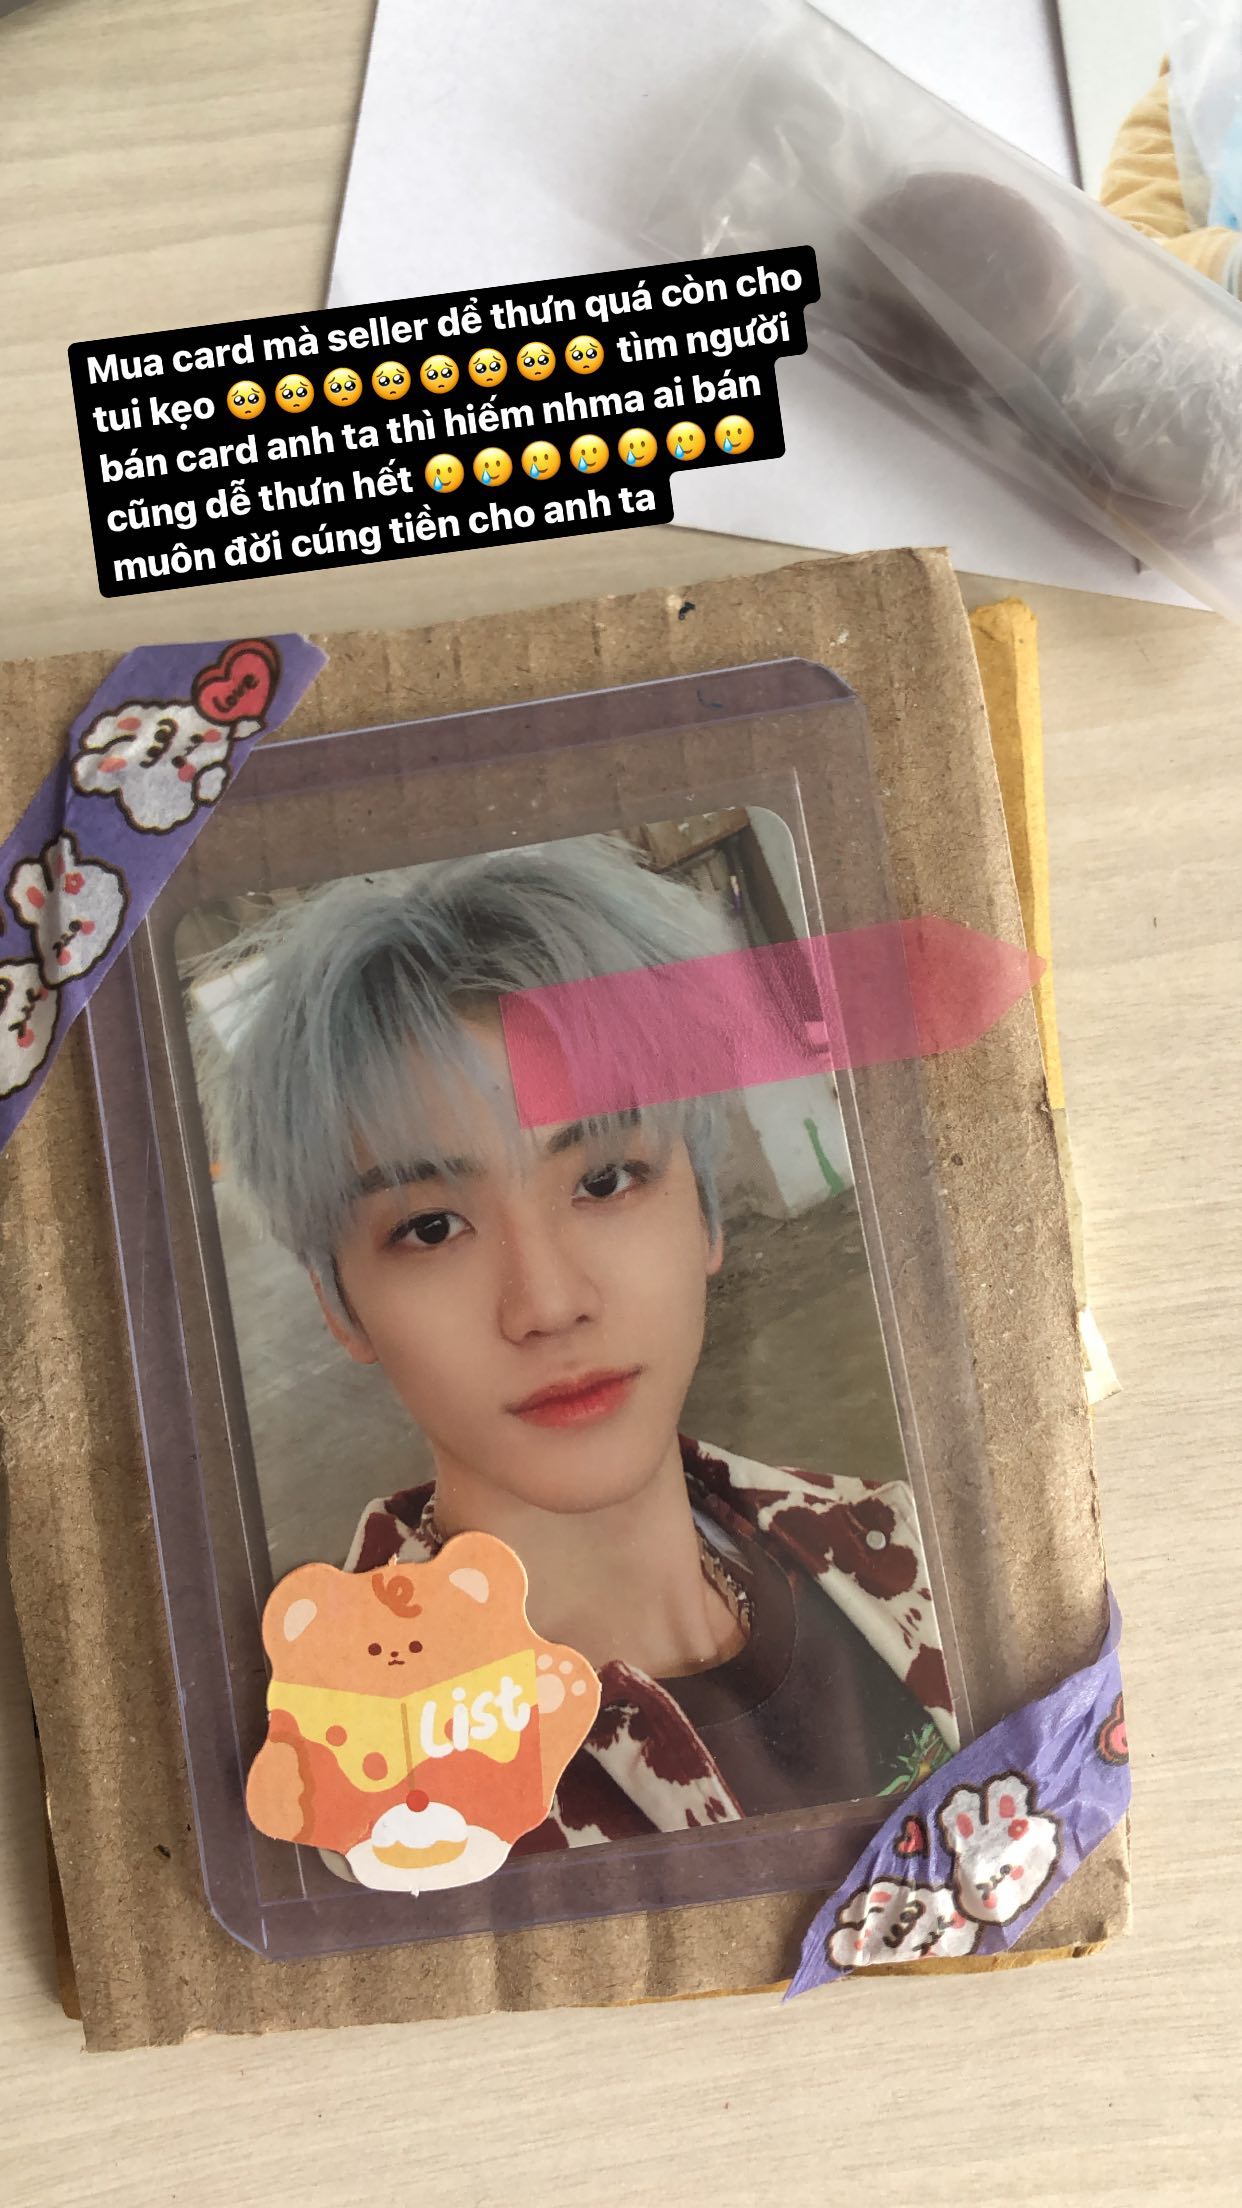 Mua card mà seller dể thưn quá còn cho
tui kẹo 🥺🥺🥺🥺🥺🥺🥺🥺 tìm người
bán card anh ta thì hiếm nhma ai bán
cũng dễ thưn hết 🥲🥲🥲🥲🥲🥲🥲
muôn đời cúng tiền cho anh ta
Love
List